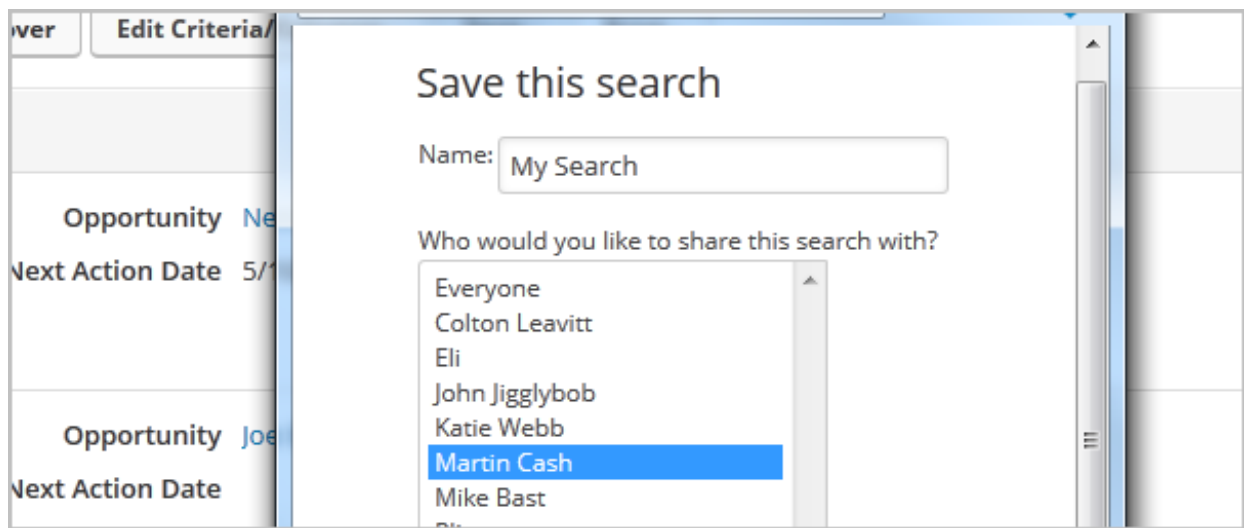 Edit Criteria/
Save this search
Name: My Search
Opportunity
Next Action Date 5/1
Who would you like to share this search with?
Everyone
Colton Leavitt
Eli
John Jigglybob
Katie Webb
Opportunity Joe
Martin Cash
Next Action Date
Mike Bast